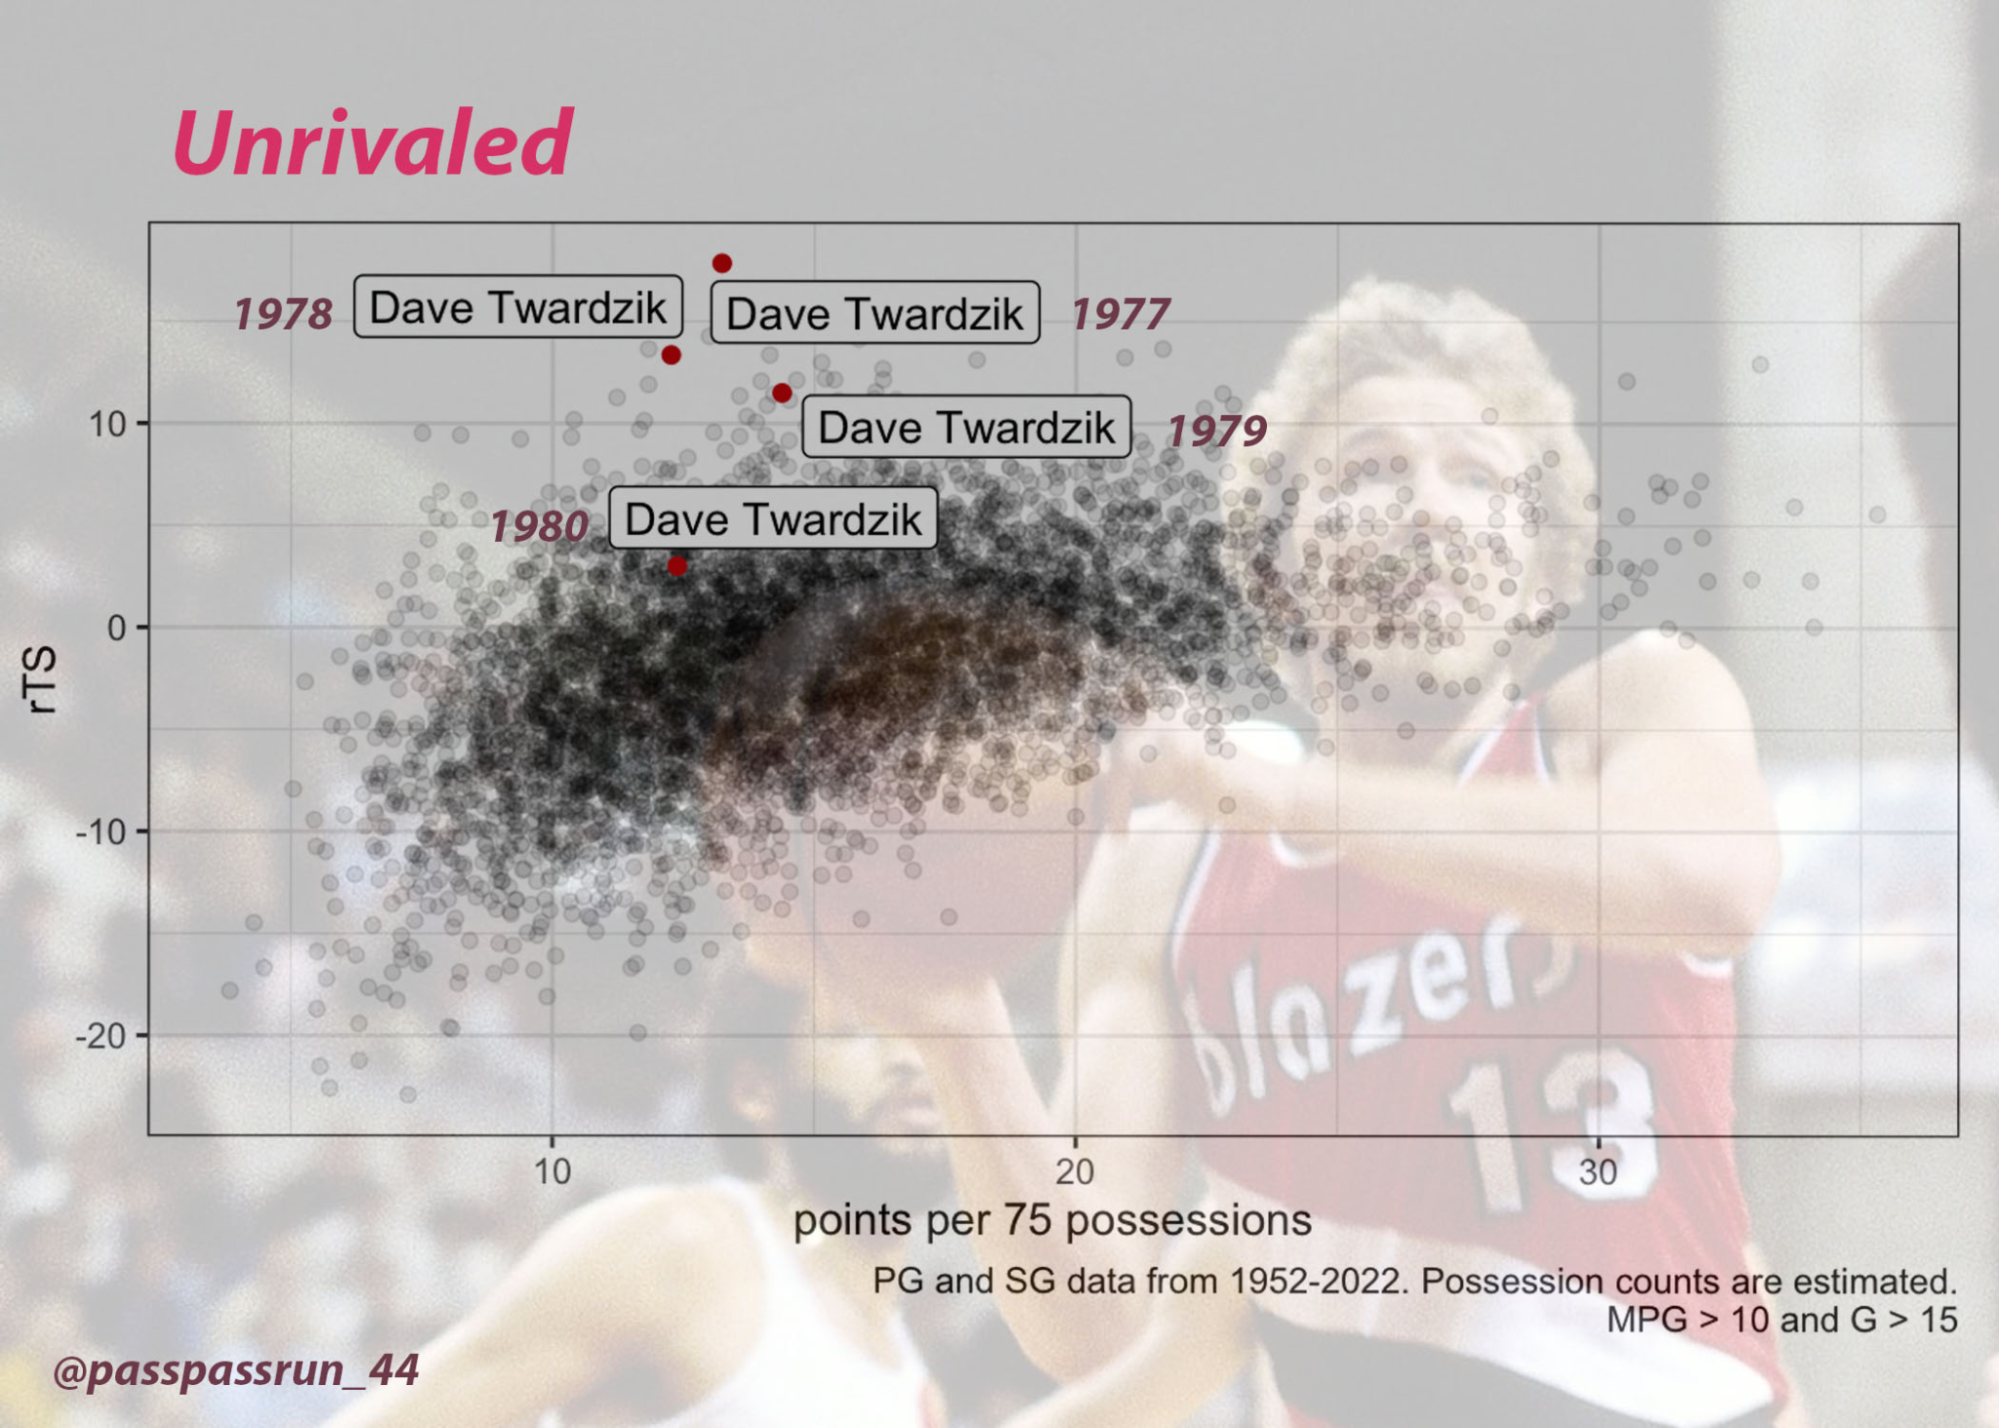 Unrivaled
1978 Dave Twardzik
Dave Twardzik 1977
Dave Twardzik 1979
1980 Dave Twardzik
10
0
-10
-20
rTS
10 20 30
points per 75 possessions
PG and SG data from 1952-2022. Possession counts are estimated.
MPG > 10 and G > 15
blazers
13
@passpassrun_44